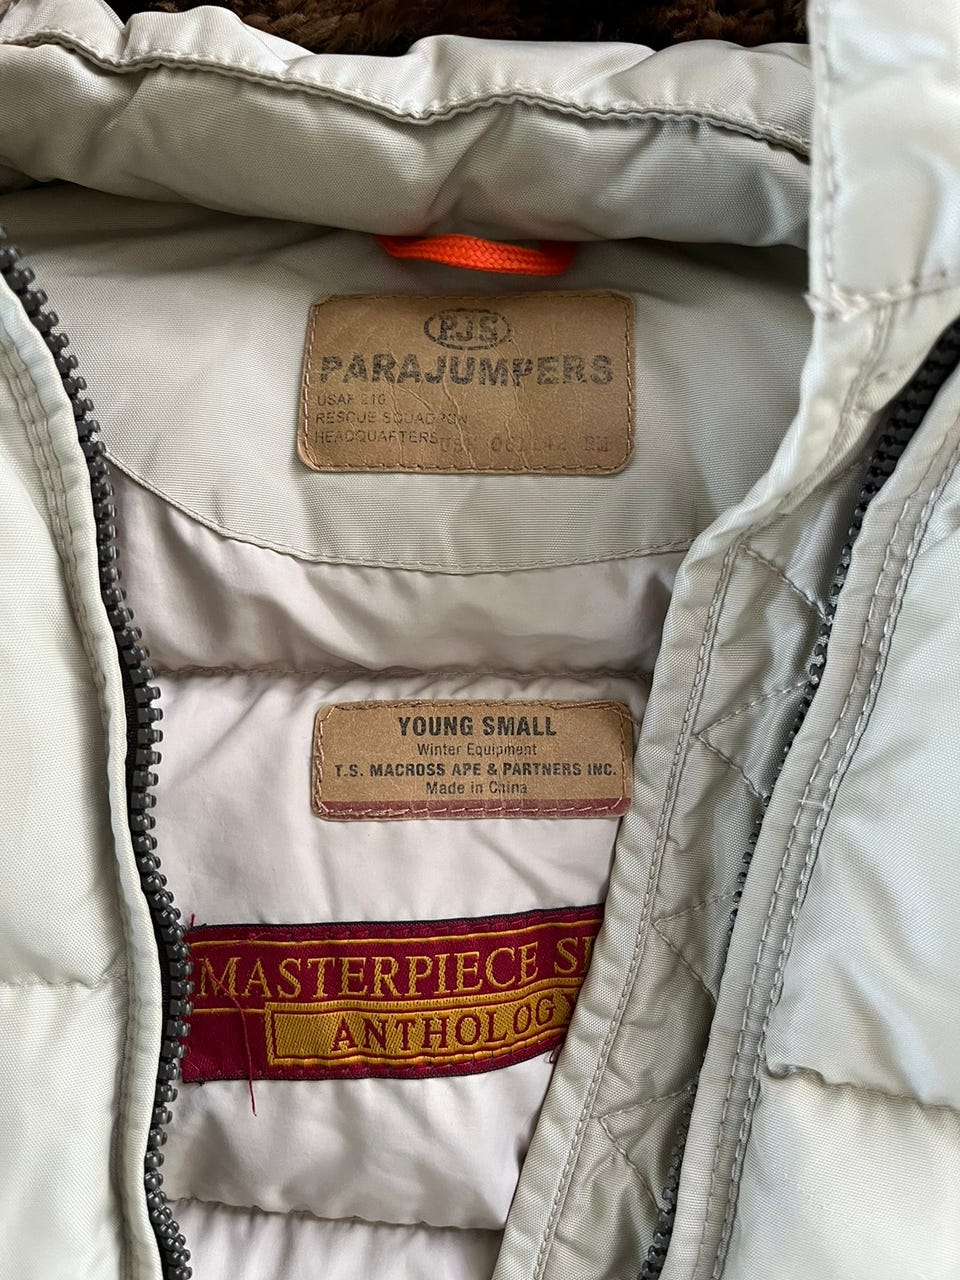 PJS
PARAJUMPERS
USAF 210
RESCUE SQUADRON
HEADQUARTERS
YOUNG SMALL
Winter Equipment
T.S. MACROSS APE & PARTNERS INC.
Made in China
MASTERPIECE
ANTHOLOGY